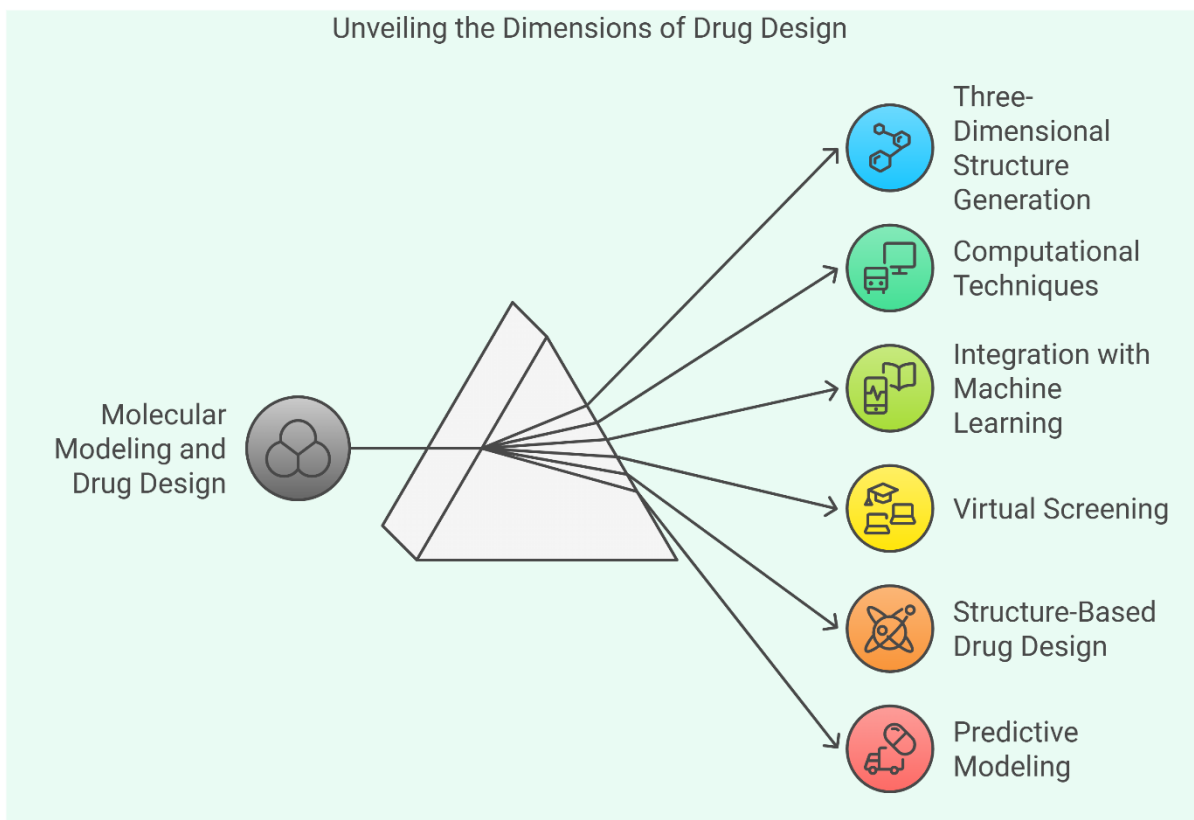 Unveiling the Dimensions of Drug Design
Molecular
Modeling and
Drug Design
Three-
Dimensional
Structure
Generation
Computational
Techniques
Integration with
Machine
Learning
Virtual Screening
Structure-Based
Drug Design
Predictive
Modeling